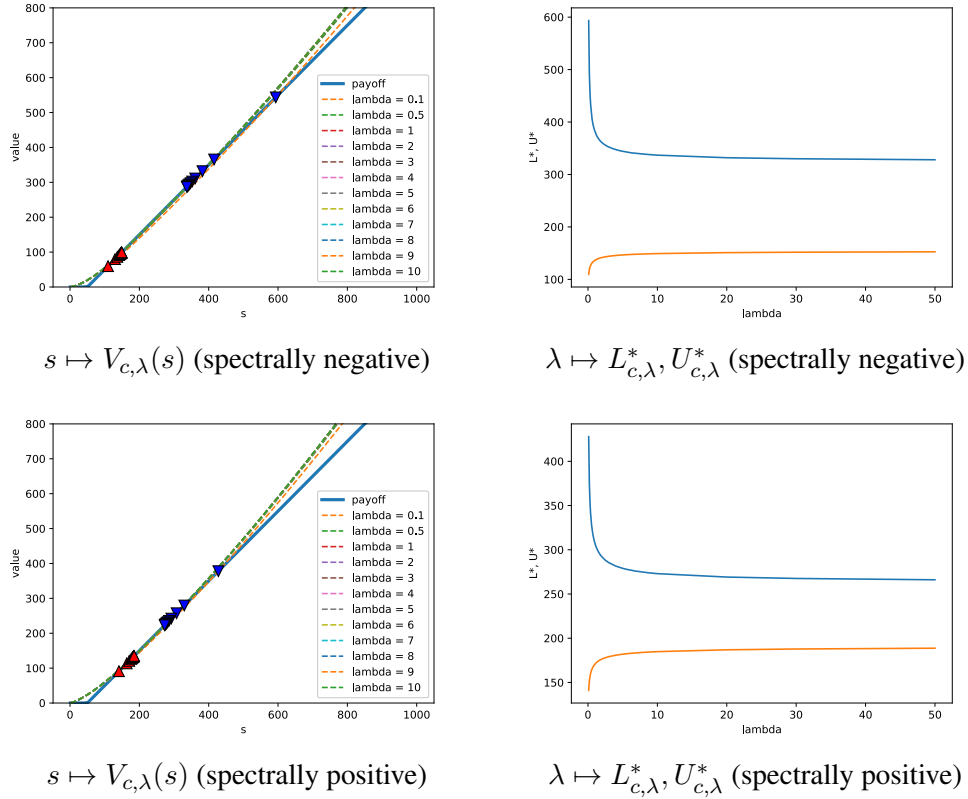 800
700
600
500
400
300
200
100
0
value
0 200 400 600 800 1000
s
payoff
lambda = 0.1
lambda = 0.5
lambda = 1
lambda = 2
lambda = 3
lambda = 4
lambda = 5
lambda = 6
lambda = 7
lambda = 8
lambda = 9
lambda = 10
600
500
400
300
200
100
L*, U*
0 10 20 30 40 50
lambda
s ↦ V_{c,λ}(s) (spectrally negative)
λ ↦ L*_{c,λ}, U*_{c,λ} (spectrally negative)
800
700
600
500
400
300
200
100
0
value
0 200 400 600 800 1000
s
payoff
lambda = 0.1
lambda = 0.5
lambda = 1
lambda = 2
lambda = 3
lambda = 4
lambda = 5
lambda = 6
lambda = 7
lambda = 8
lambda = 9
lambda = 10
400
350
300
250
200
150
L*, U*
0 10 20 30 40 50
lambda
s ↦ V_{c,λ}(s) (spectrally positive)
λ ↦ L*_{c,λ}, U*_{c,λ} (spectrally positive)